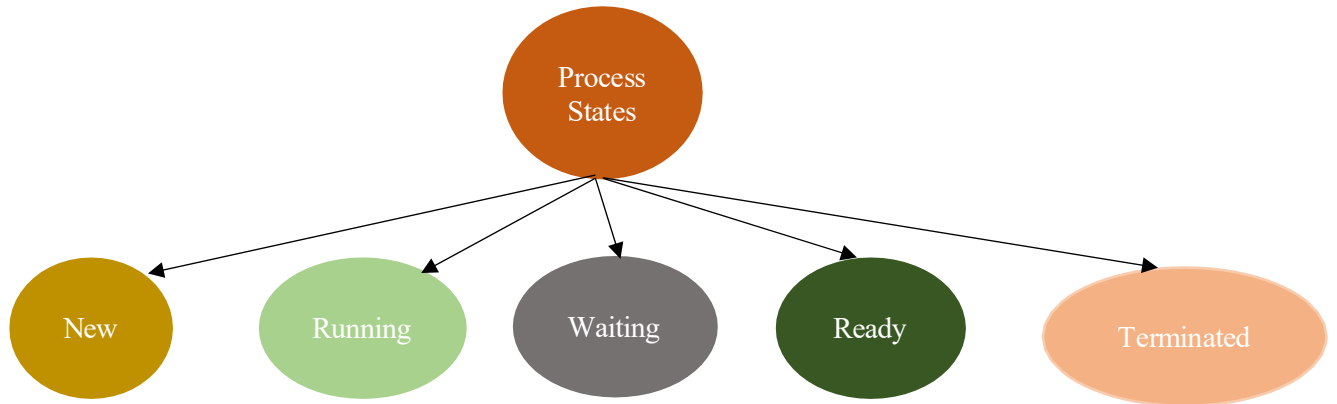 Process
States
New
Running
Waiting
Ready
Terminated